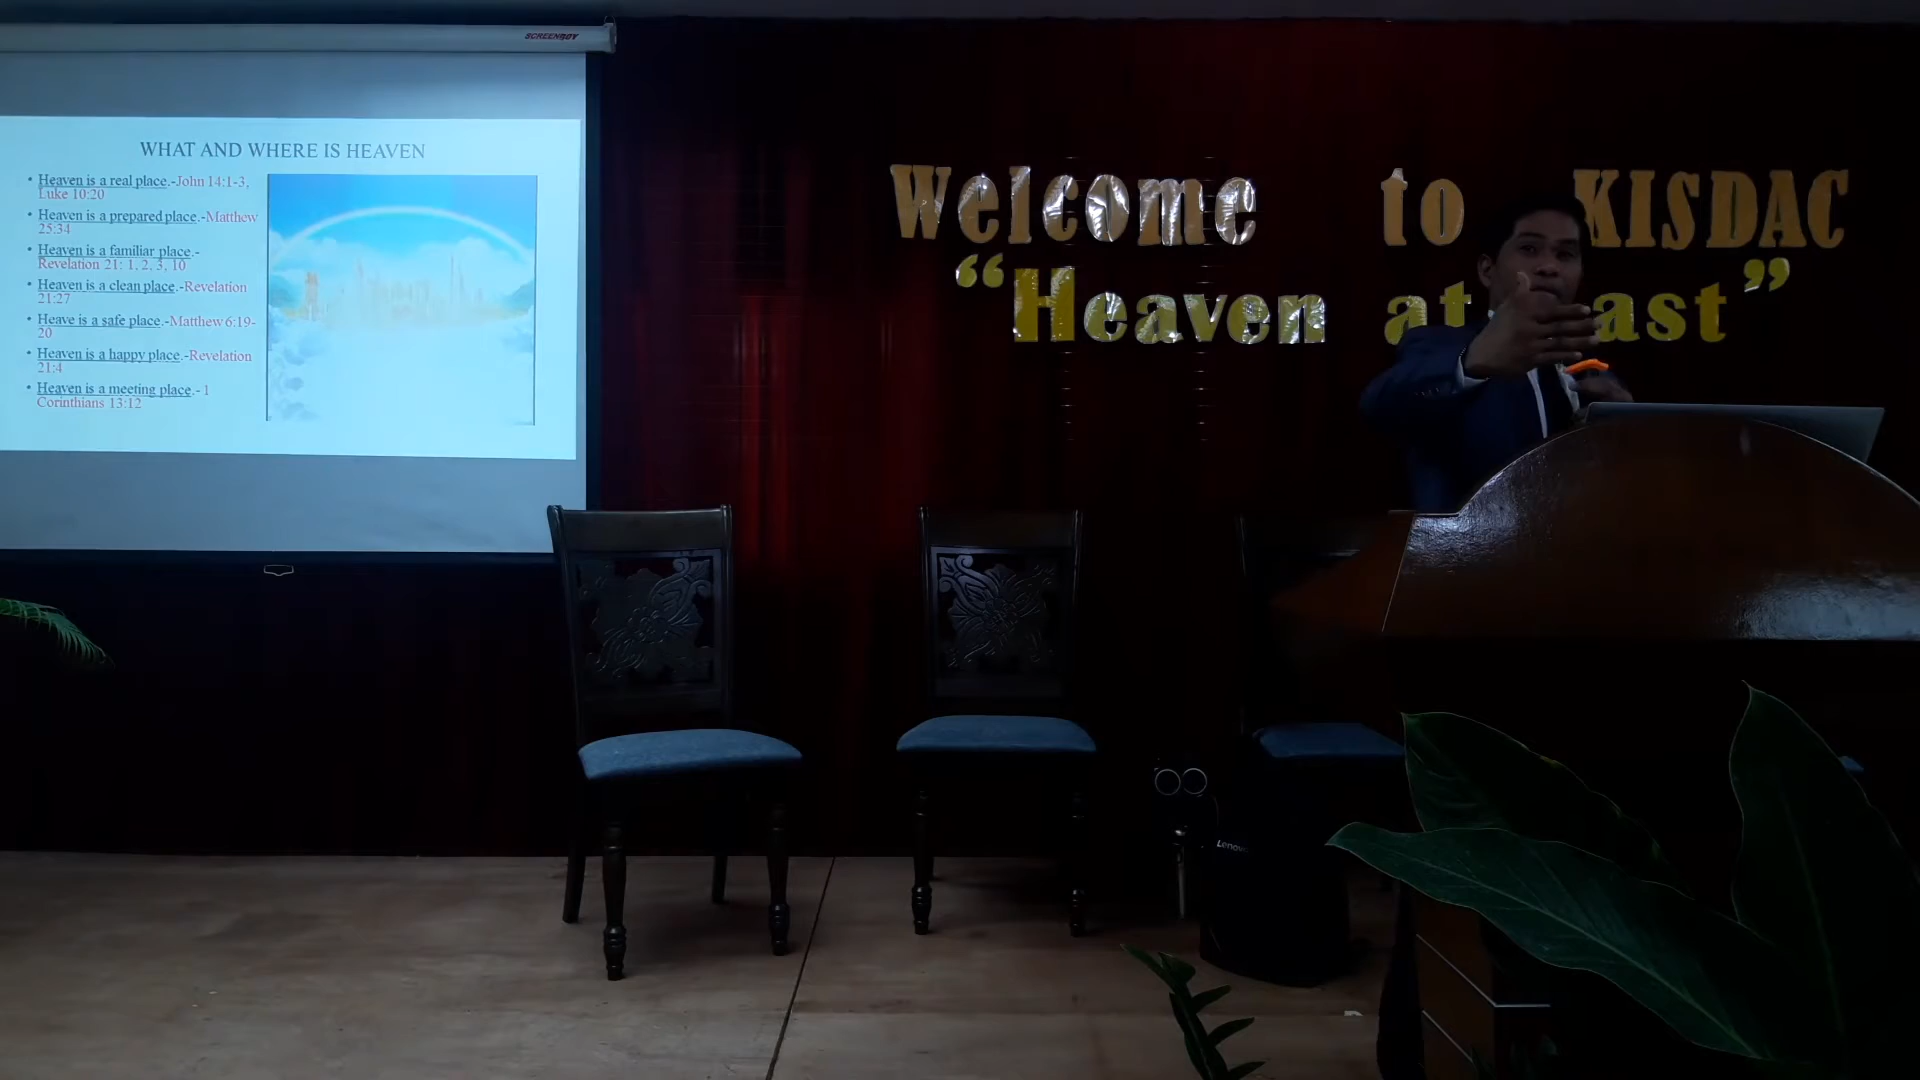 SCREENBOY
WHAT AND WHERE IS HEAVEN
• Heaven is a real place.-John 14:1-3,
Luke 10:20
• Heaven is a prepared place.-Matthew
25:34
• Heaven is a familiar place.-
Revelation 21: 1, 2, 3, 10
• Heaven is a clean place.-Revelation
21:27
• Heave is a safe place.-Matthew 6:19-
20
• Heaven is a happy place.-Revelation
21:4
• Heaven is a meeting place.- 1
Corinthians 13:12
Welcome to KISDAC
“Heaven at ast”
Lenovo